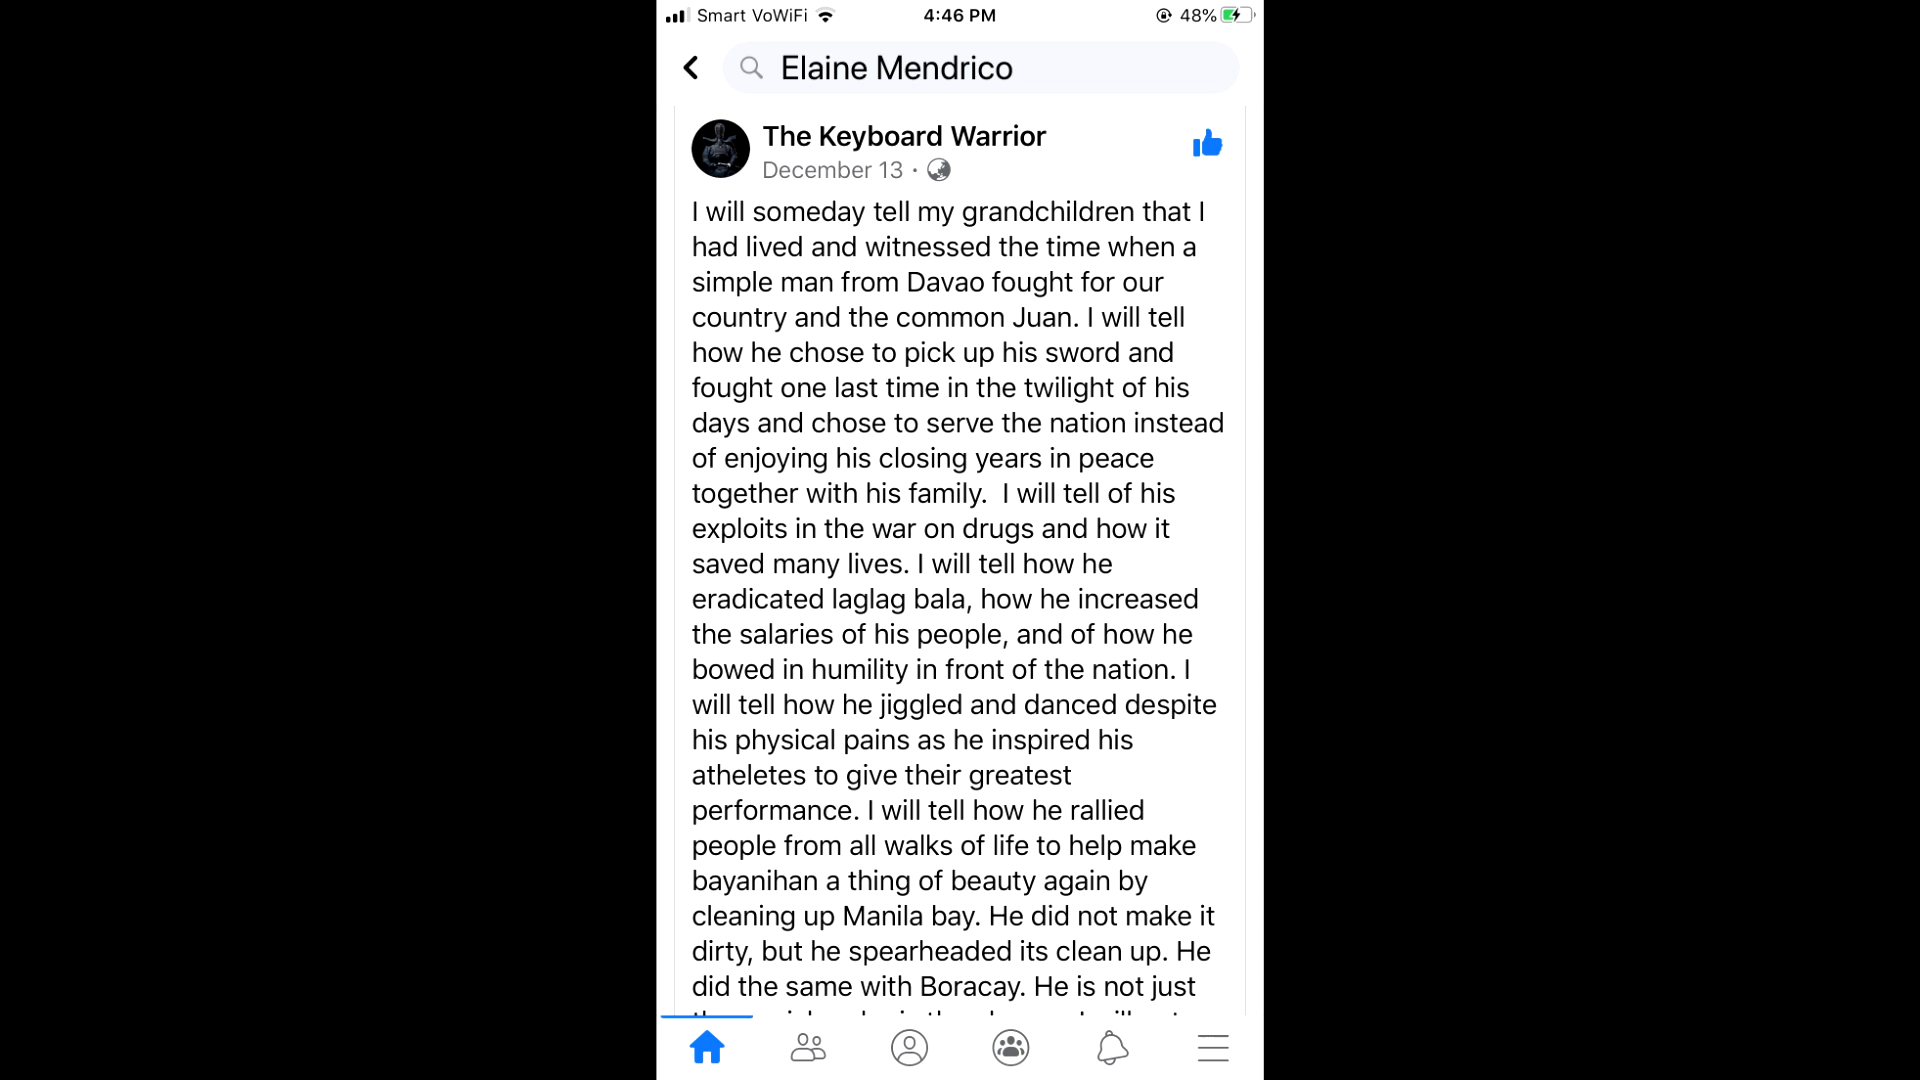 Smart VoWiFi 4:46 PM 48%
Elaine Mendrico
The Keyboard Warrior
December 13 ·
I will someday tell my grandchildren that I
had lived and witnessed the time when a
simple man from Davao fought for our
country and the common Juan. I will tell
how he chose to pick up his sword and
fought one last time in the twilight of his
days and chose to serve the nation instead
of enjoying his closing years in peace
together with his family.  I will tell of his
exploits in the war on drugs and how it
saved many lives. I will tell how he
eradicated laglag bala, how he increased
the salaries of his people, and of how he
bowed in humility in front of the nation. I
will tell how he jiggled and danced despite
his physical pains as he inspired his
atheletes to give their greatest
performance. I will tell how he rallied
people from all walks of life to help make
bayanihan a thing of beauty again by
cleaning up Manila bay. He did not make it
dirty, but he spearheaded its clean up. He
did the same with Boracay. He is not just